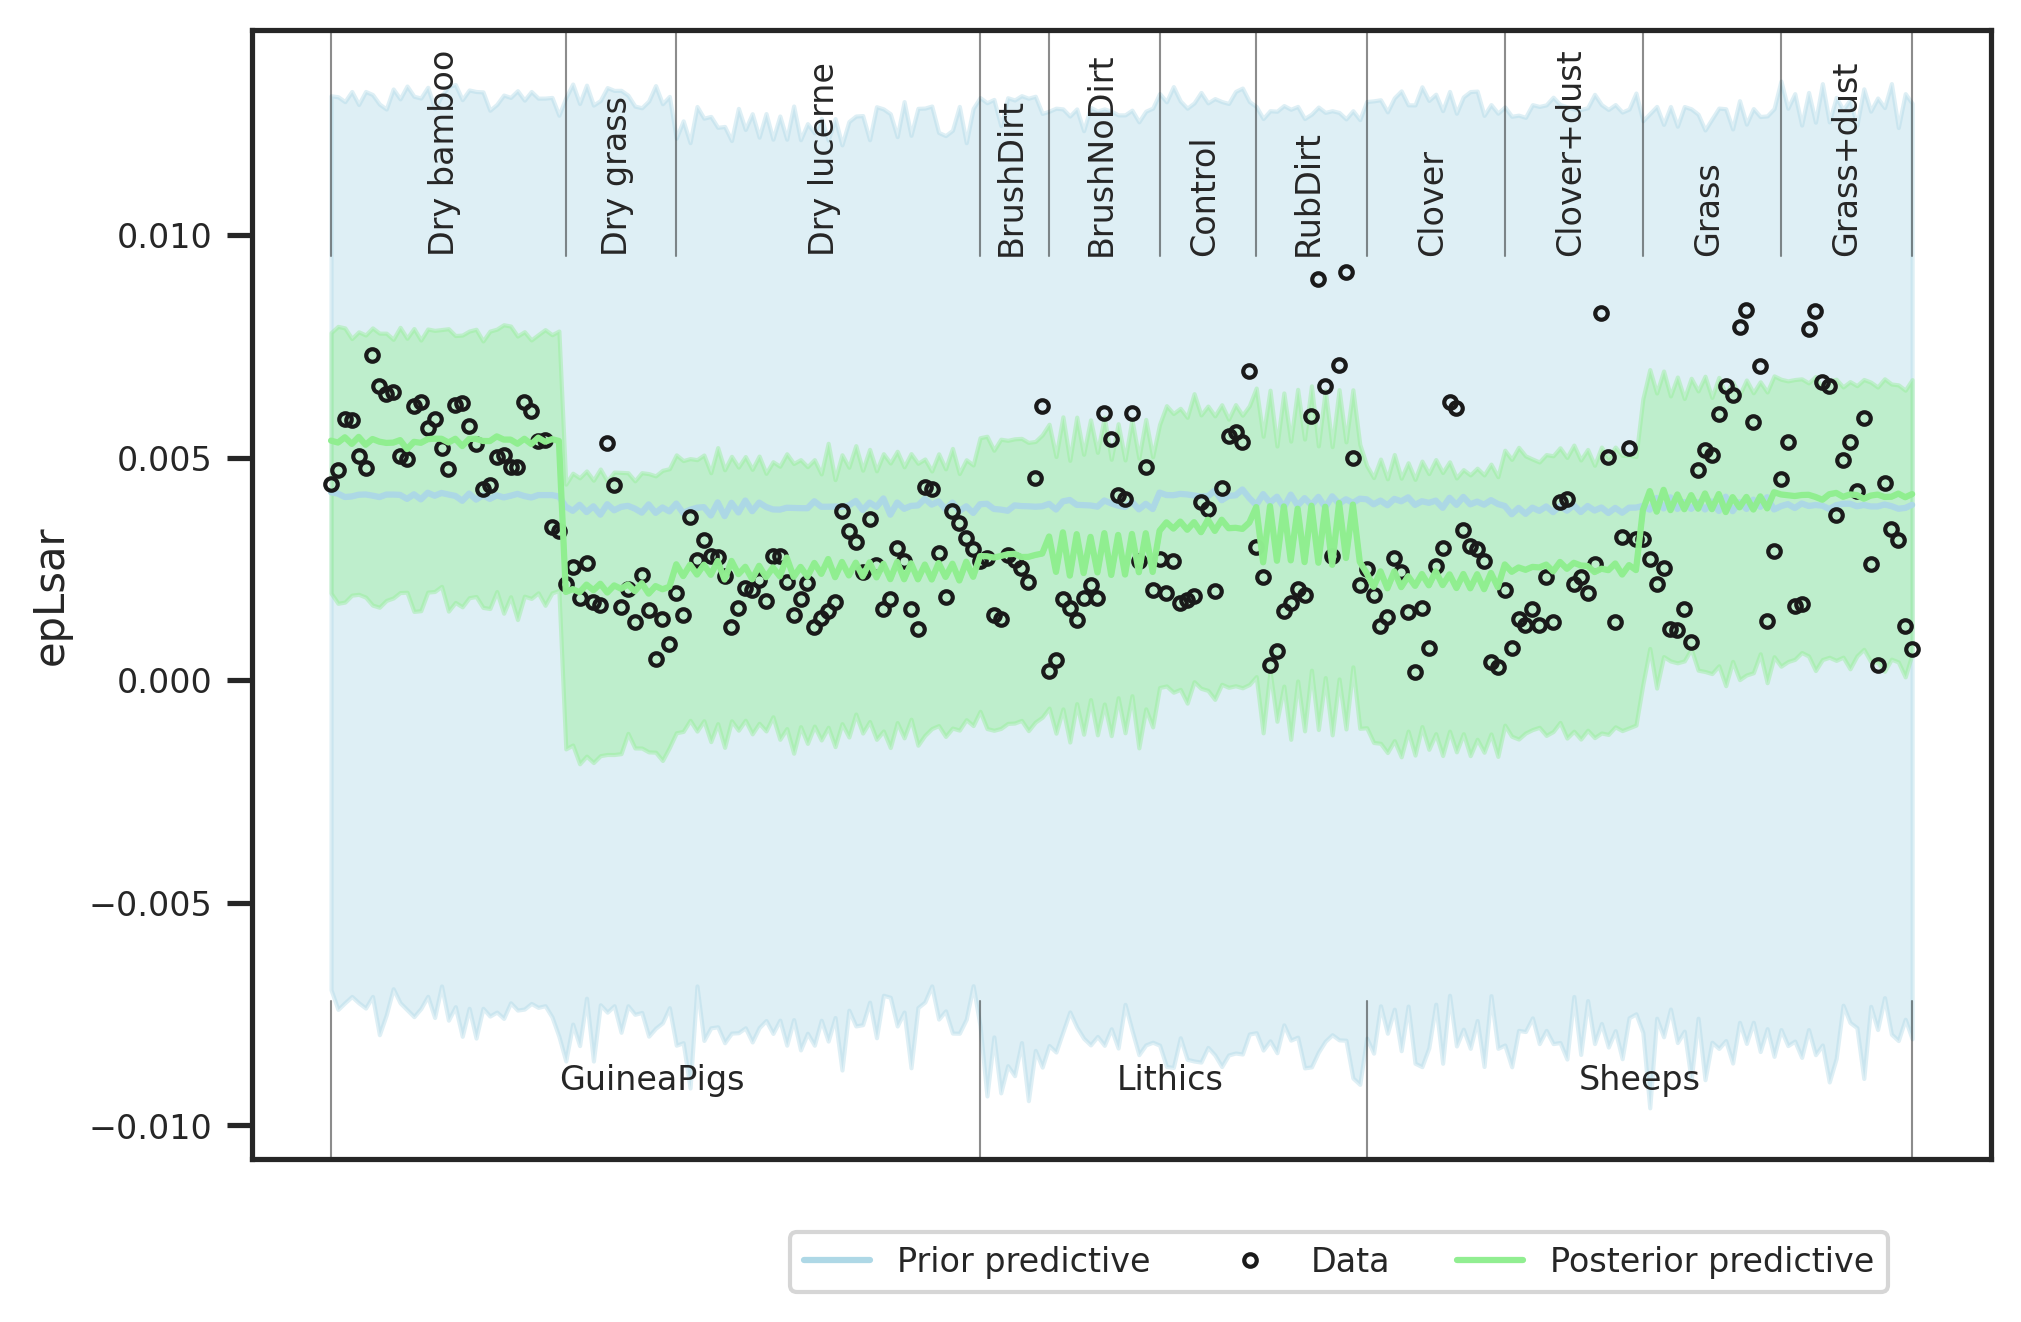 Dry bamboo
Dry grass
Dry lucerne
BrushDirt
BrushNoDirt
Control
RubDirt
Clover
Clover+dust
Grass
Grass+dust
0.010
0.005
0.000
−0.005
−0.010
epLsar
GuineaPigs
Lithics
Sheeps
Prior predictive
Data
Posterior predictive